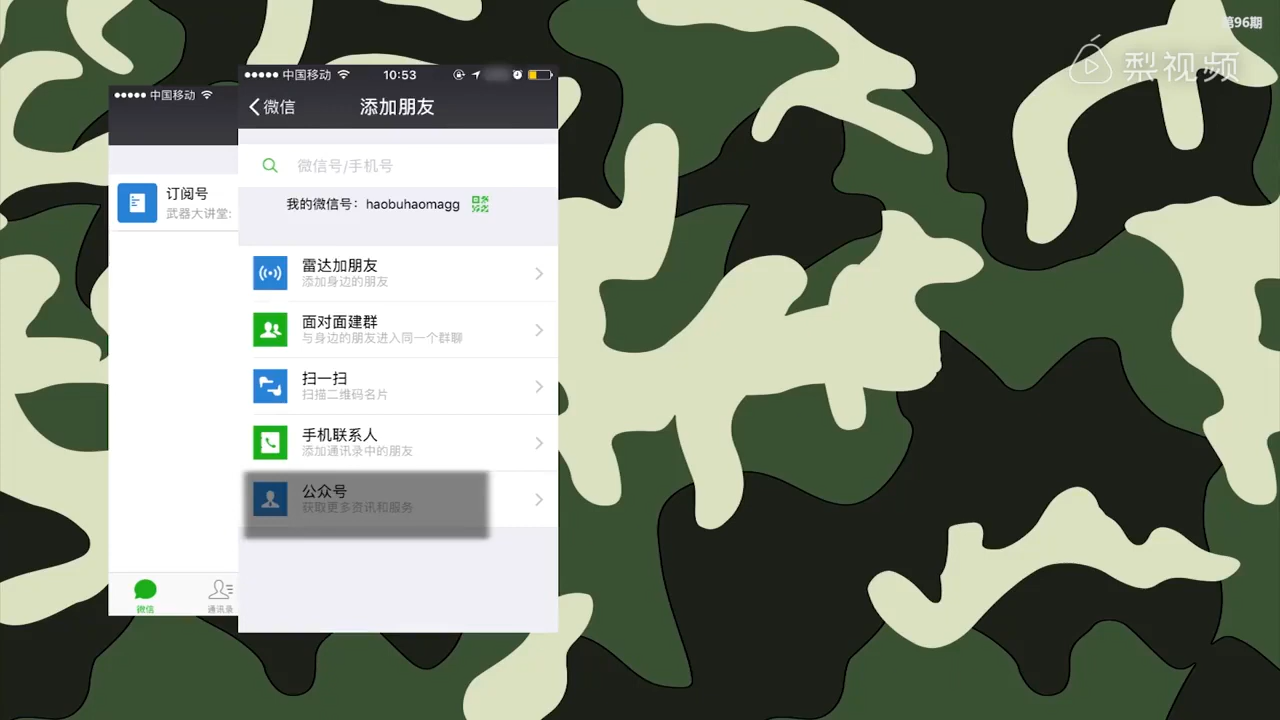 第96期
梨视频
中国移动
订阅号
武器大讲堂:
微信
通讯录
中国移动
10:53
微信
添加朋友
微信号/手机号
我的微信号：haobuhaomagg
雷达加朋友
添加身边的朋友
面对面建群
与身边的朋友进入同一个群聊
扫一扫
扫描二维码名片
手机联系人
添加通讯录中的朋友
公众号
获取更多资讯和服务